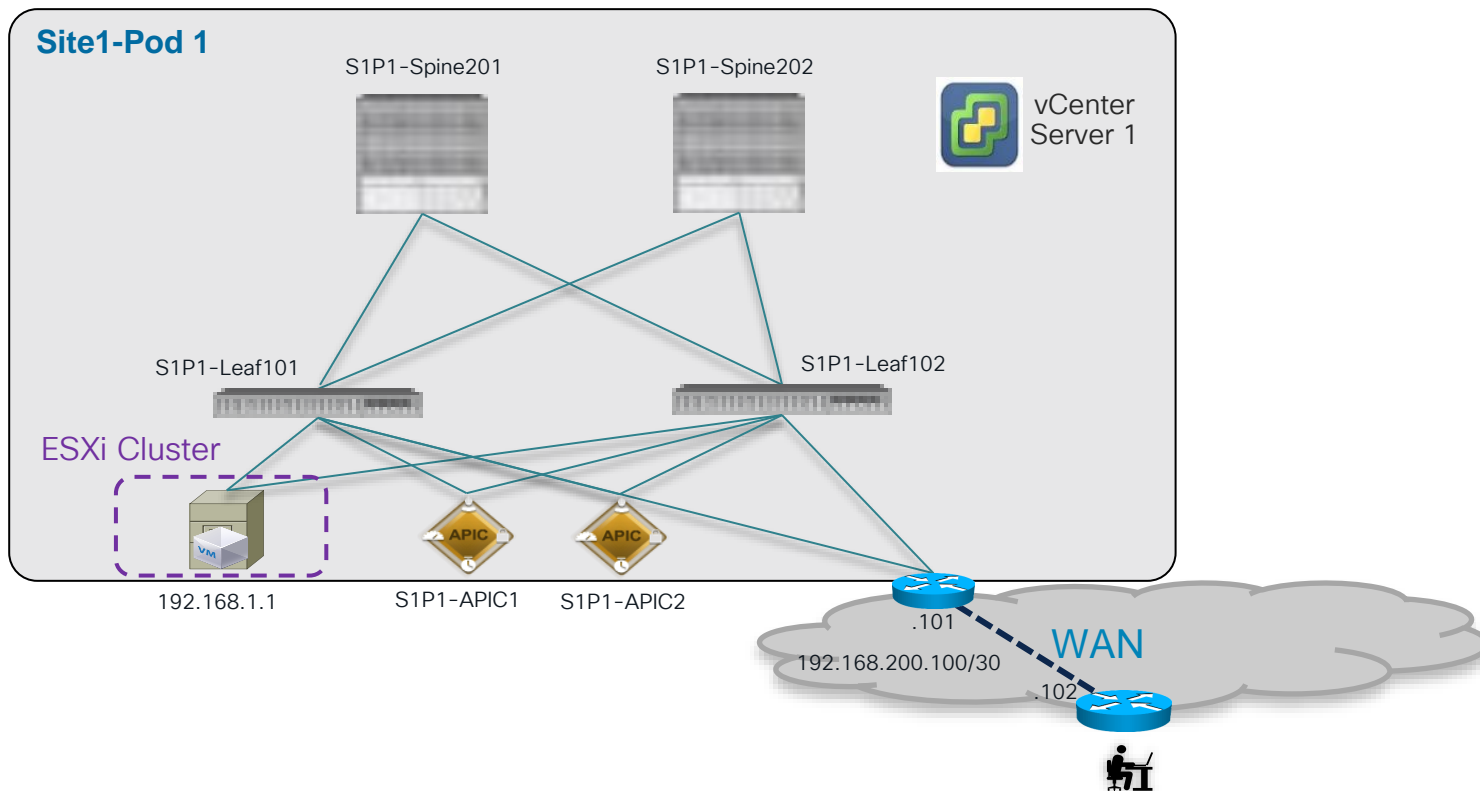 Site1-Pod 1
S1P1-Spine201
S1P1-Spine202
vCenter
Server 1
S1P1-Leaf101
S1P1-Leaf102
ESXi Cluster
VM
APIC
APIC
192.168.1.1
S1P1-APIC1
S1P1-APIC2
.101
WAN
192.168.200.100/30
.102